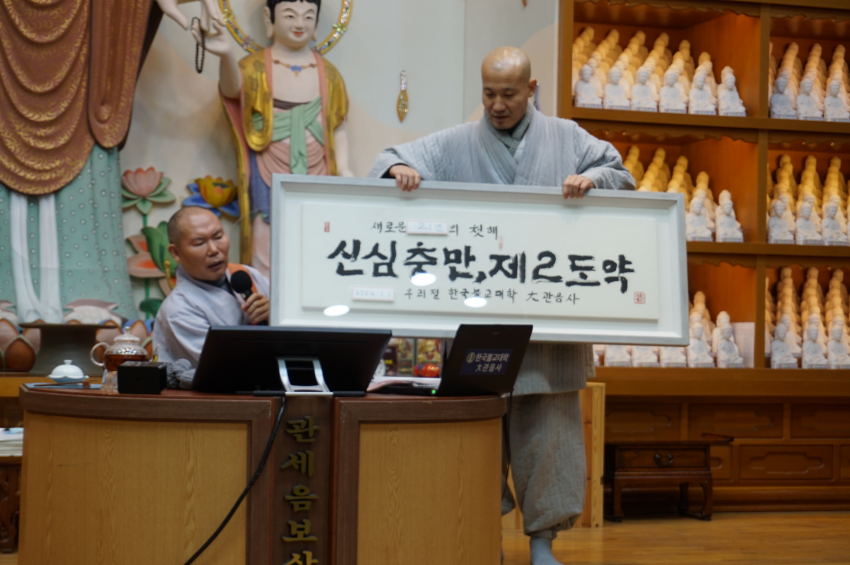 새로운 의 첫해
신심충만, 제2도약
우리절 한국불교대학 大관음사
한국불교대학
大관음사
관세음보살